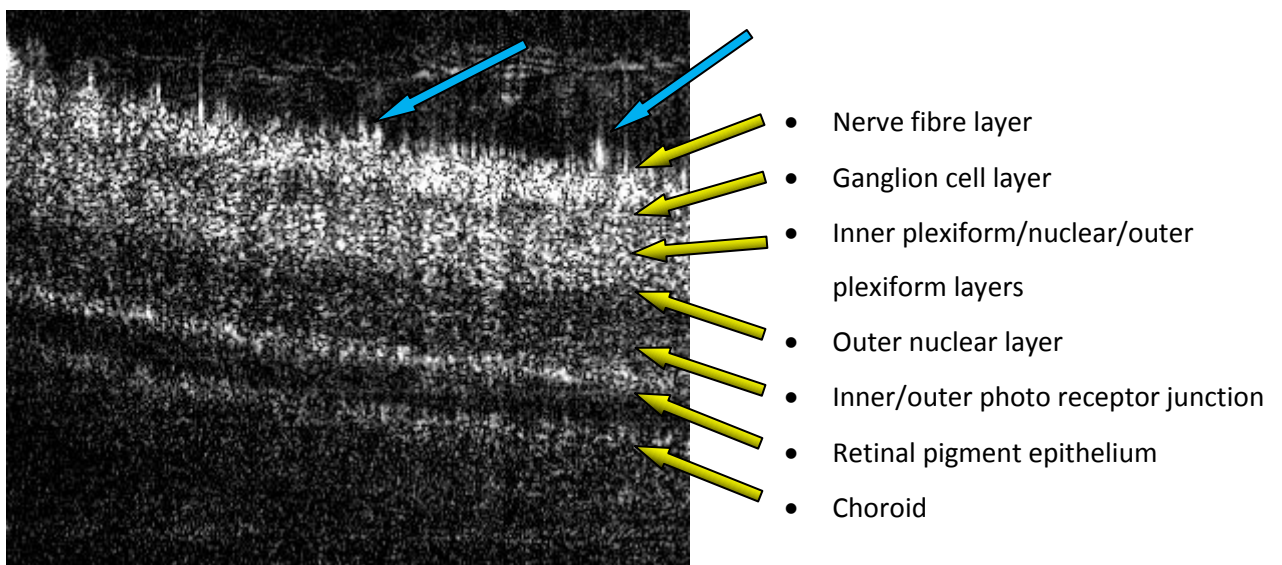 • Nerve fibre layer
• Ganglion cell layer
• Inner plexiform/nuclear/outer
plexiform layers
• Outer nuclear layer
• Inner/outer photo receptor junction
• Retinal pigment epithelium
• Choroid